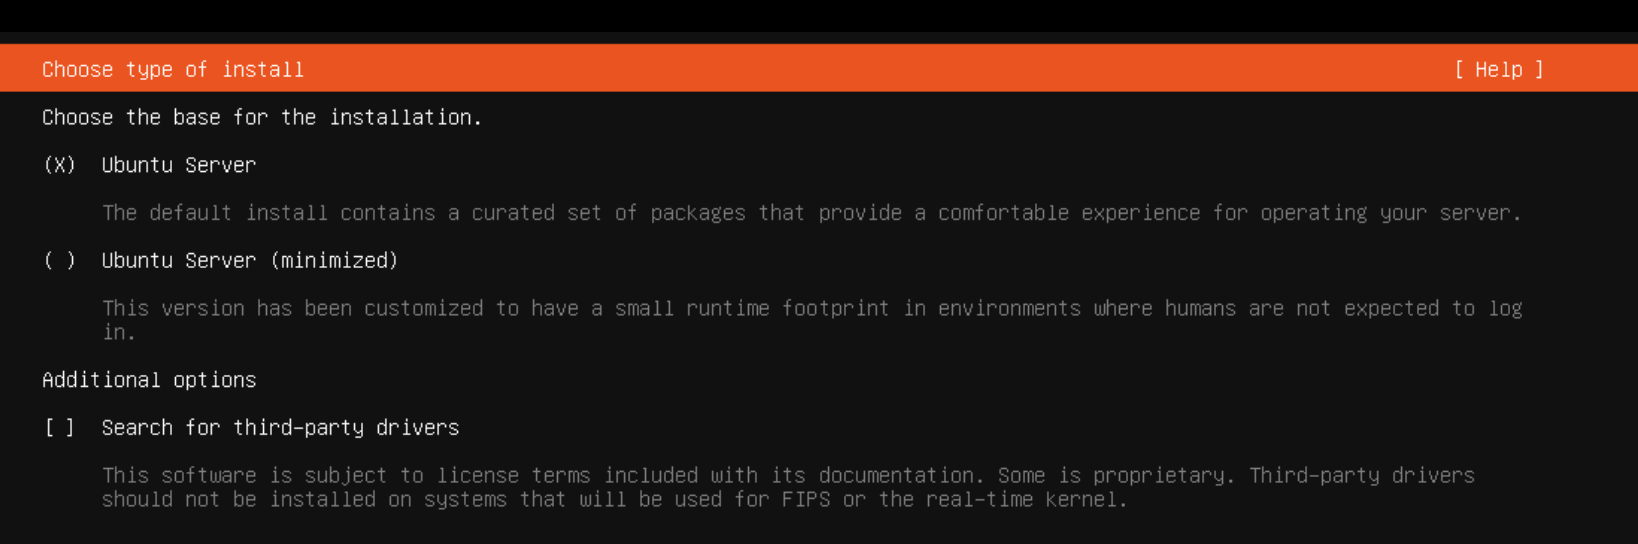 Choose type of install [ Help ]
Choose the base for the installation.
(X) Ubuntu Server
The default install contains a curated set of packages that provide a comfortable experience for operating your server.
( ) Ubuntu Server (minimized)
This version has been customized to have a small runtime footprint in environments where humans are not expected to log
in.
Additional options
[ ] Search for third-party drivers
This software is subject to license terms included with its documentation. Some is proprietary. Third-party drivers
should not be installed on systems that will be used for FIPS or the real-time kernel.